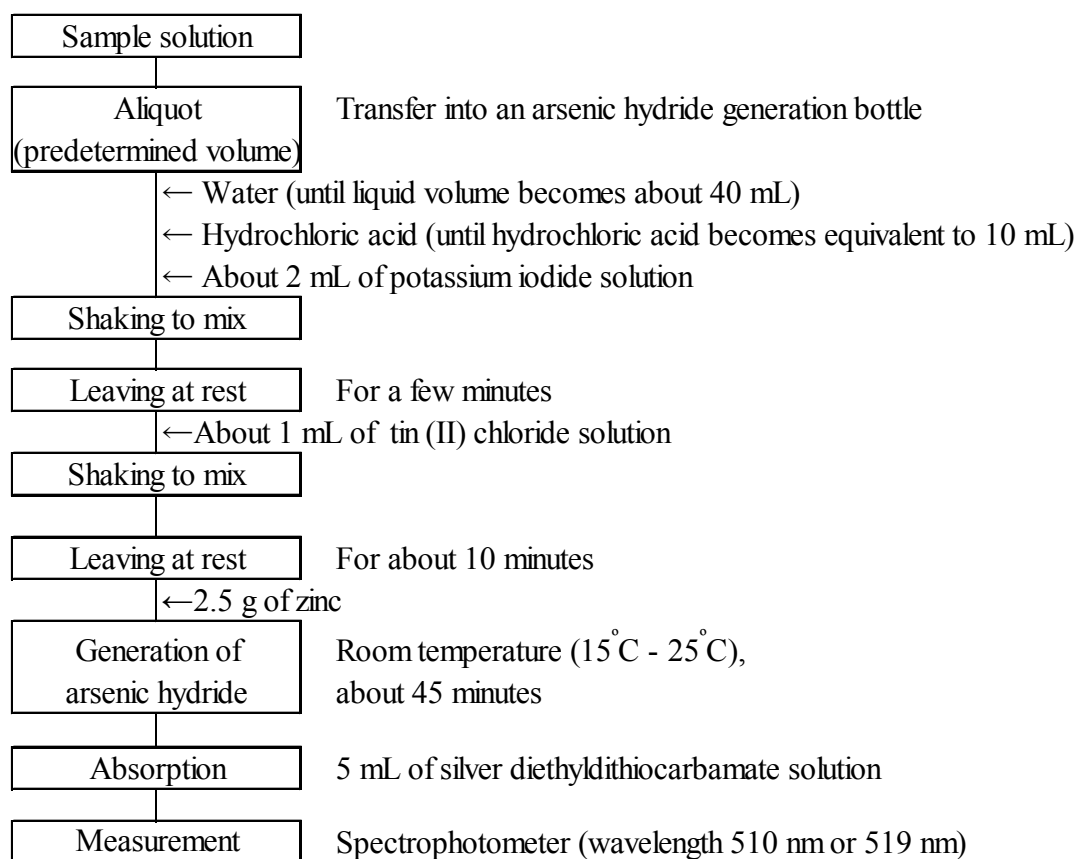 Sample solution
Aliquot
(predetermined volume)
Transfer into an arsenic hydride generation bottle
← Water (until liquid volume becomes about 40 mL)
← Hydrochloric acid (until hydrochloric acid becomes equivalent to 10 mL)
← About 2 mL of potassium iodide solution
Shaking to mix
Leaving at rest
For a few minutes
←About 1 mL of tin (II) chloride solution
Shaking to mix
Leaving at rest
For about 10 minutes
←2.5 g of zinc
Generation of
arsenic hydride
Room temperature (15°C - 25°C),
about 45 minutes
Absorption
5 mL of silver diethyldithiocarbamate solution
Measurement
Spectrophotometer (wavelength 510 nm or 519 nm)